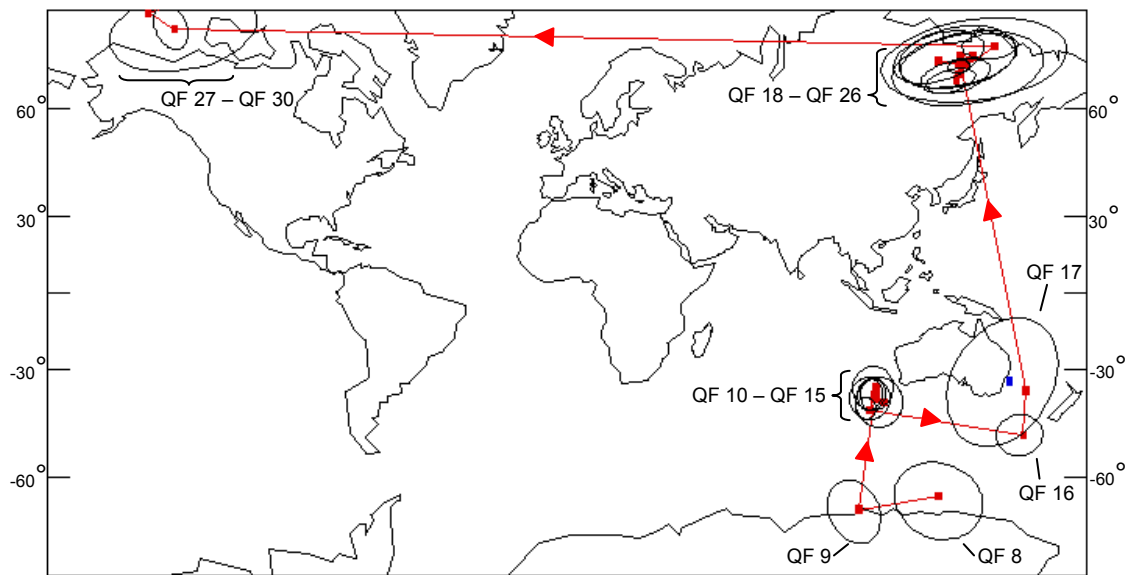 QF 27 – QF 30
QF 18 – QF 26
60° 60°
30° 30°
QF 17
-30° -30°
QF 10 – QF 15
-60° -60°
QF 16
QF 9 QF 8